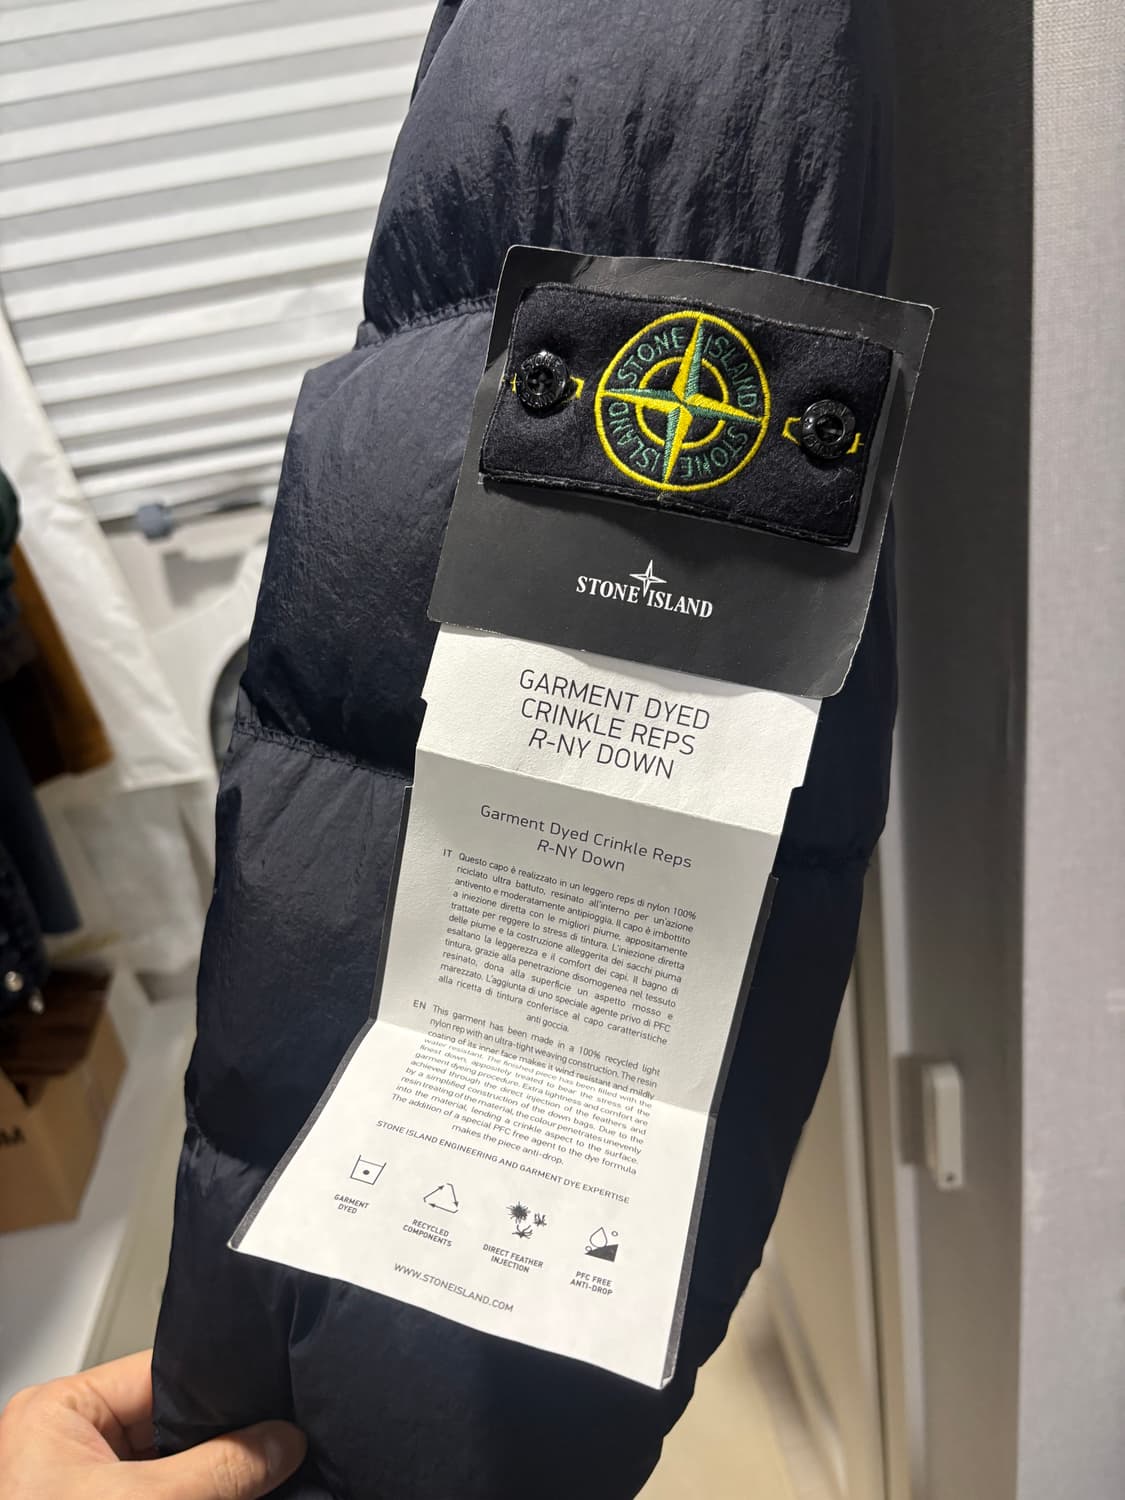 STONE ISLAND STONE ISLAND
STONE ISLAND
GARMENT DYED
CRINKLE REPS
R-NY DOWN
Garment Dyed Crinkle Reps
R-NY Down
IT Questo capo è realizzato in un leggero reps di nylon 100%
riciclato ultra battuto, resinato all'interno per un'azione
antivento e moderatamente antipioggia. Il capo è imbottito
a iniezione diretta con le migliori piume, appositamente
trattate per reggere lo stress di tintura. L'iniezione diretta
delle piume e la costruzione alleggerita dei sacchi piuma
esaltano la leggerezza e il comfort dei capi. Il bagno di
tintura, grazie alla penetrazione disomogenea nel tessuto
resinato, dona alla superficie un aspetto mosso e
marezzato. L'aggiunta di uno speciale agente privo di PFC
alla ricetta di tintura conferisce al capo caratteristiche
anti goccia.
EN This garment has been made in a 100% recycled light
nylon rep with an ultra-tight weaving construction. The resin
coating of its inner face makes it wind resistant and mildly
water resistant. The finished piece has been filled with the
finest down, appositely treated to bear the stress of the
garment dyeing procedure. Extra lightness and comfort are
achieved through the direct injection of the feathers and
by a simplified construction of the down bags. Due to the
resin treating of the material, the colour penetrates unevenly
into the material, lending a crinkle aspect to the surface.
The addition of a special PFC free agent to the dye formula
makes the piece anti-drop.
STONE ISLAND ENGINEERING AND GARMENT DYE EXPERTISE
GARMENT
DYED
RECYCLED
COMPONENTS
DIRECT FEATHER
INJECTION
PFC FREE
ANTI-DROP
WWW.STONEISLAND.COM